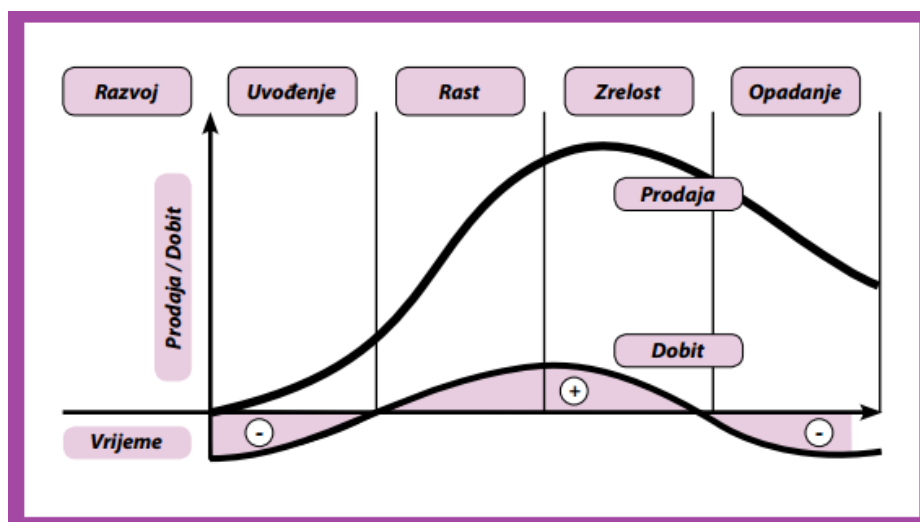 Razvoj
Uvođenje
Rast
Zrelost
Opadanje
Prodaja / Dobit
Prodaja
Dobit
+
-
-
Vrijeme